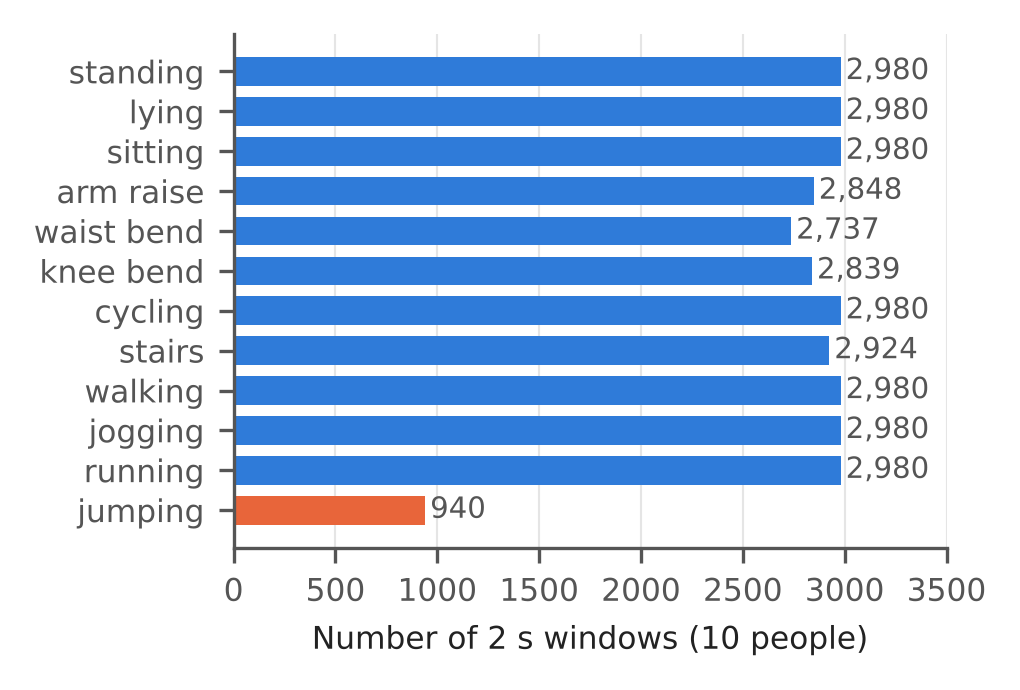 standing 2,980
lying 2,980
sitting 2,980
arm raise 2,848
waist bend 2,737
knee bend 2,839
cycling 2,980
stairs 2,924
walking 2,980
jogging 2,980
running 2,980
jumping 940
0 500 1000 1500 2000 2500 3000 3500
Number of 2 s windows (10 people)